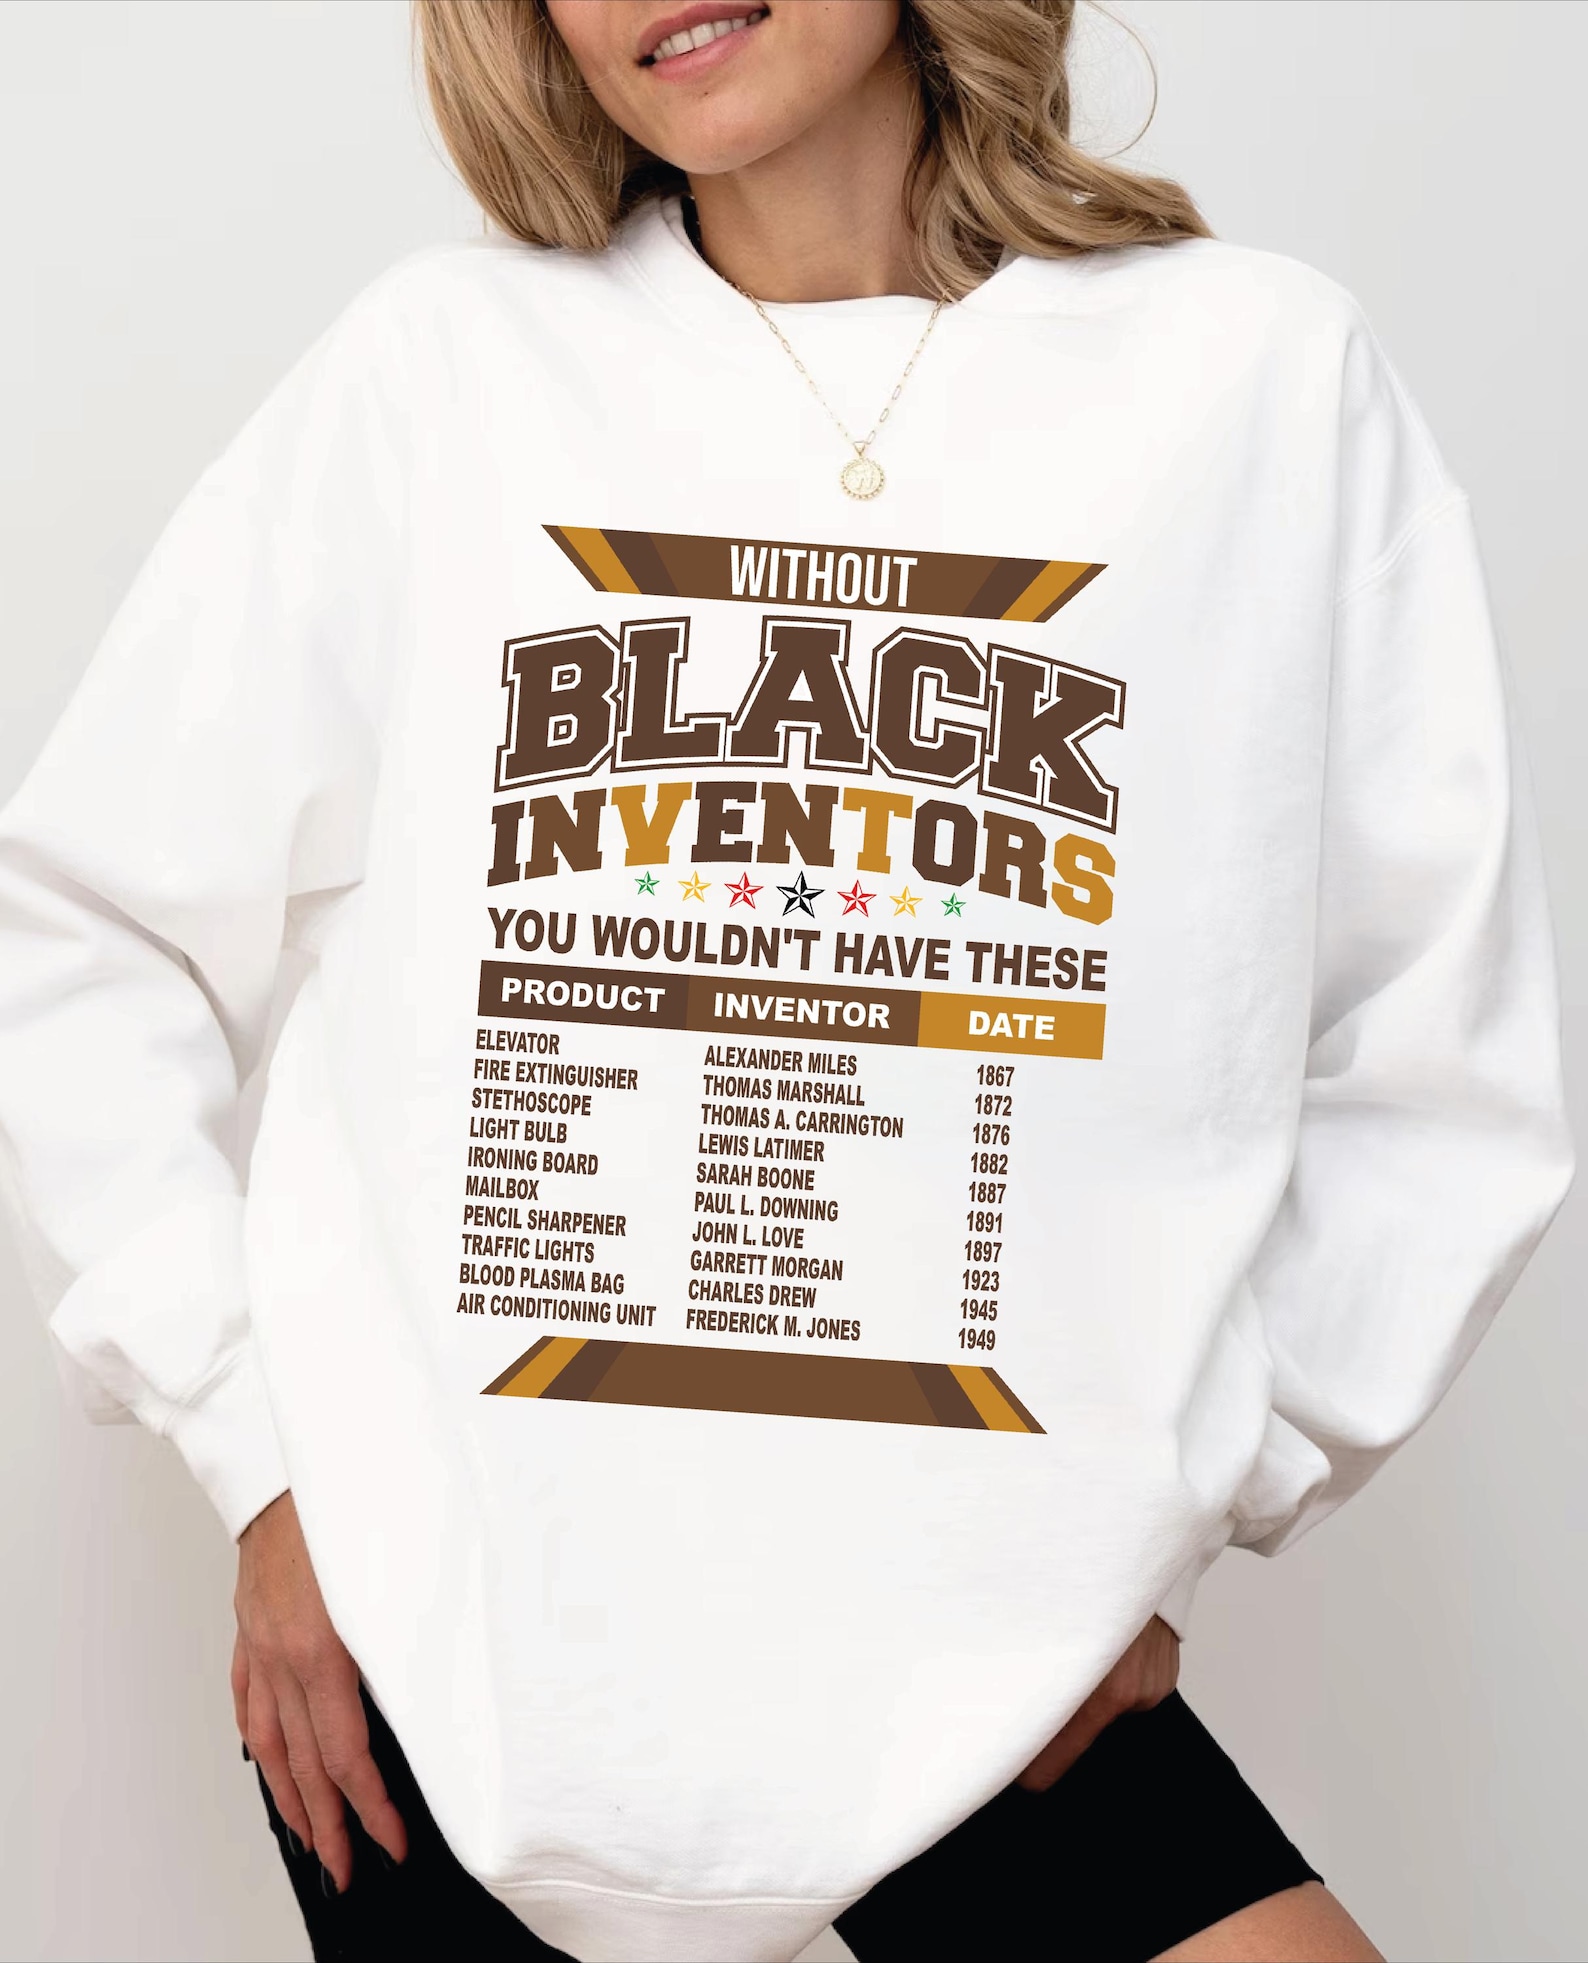 WITHOUT
BLACK
INVENTORS
YOU WOULDN'T HAVE THESE
PRODUCT INVENTOR DATE
ELEVATOR ALEXANDER MILES 1867
FIRE EXTINGUISHER THOMAS MARSHALL 1872
STETHOSCOPE THOMAS A. CARRINGTON 1876
LIGHT BULB LEWIS LATIMER 1882
IRONING BOARD SARAH BOONE 1887
MAILBOX PAUL L. DOWNING 1891
PENCIL SHARPENER JOHN L. LOVE 1897
TRAFFIC LIGHTS GARRETT MORGAN 1923
BLOOD PLASMA BAG CHARLES DREW 1945
AIR CONDITIONING UNIT FREDERICK M. JONES 1949